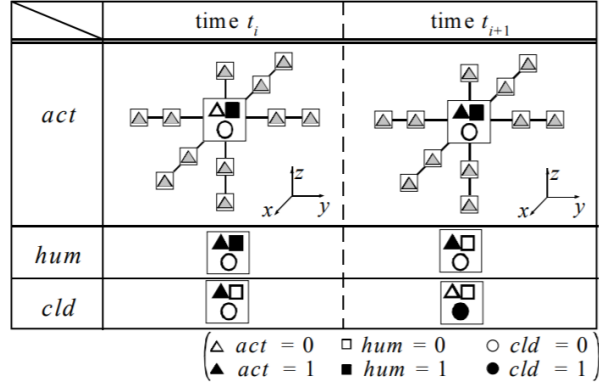 time t_i time t_{i+1}
act
z z
x y x y
hum
cld
△ act = 0 □ hum = 0 ○ cld = 0
▲ act = 1 ■ hum = 1 ● cld = 1